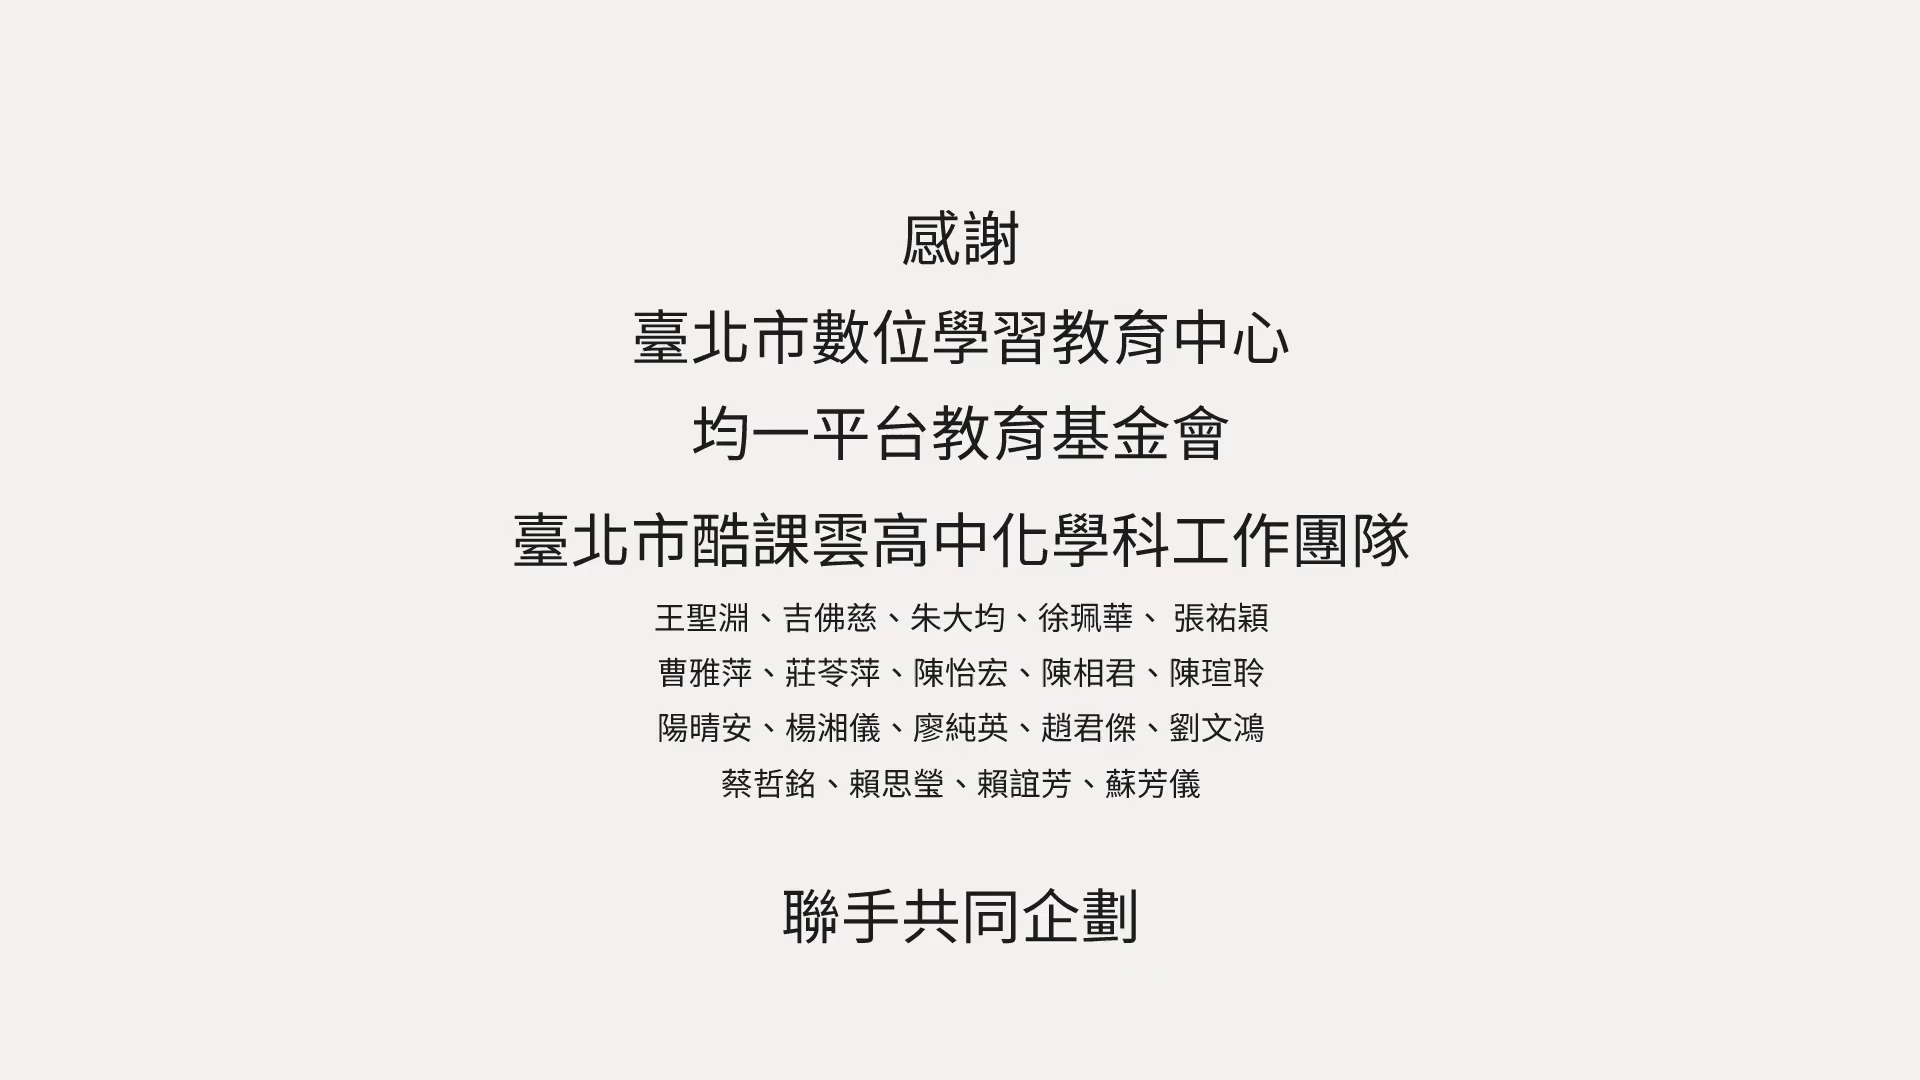 感謝
臺北市數位學習教育中心
均一平台教育基金會
臺北市酷課雲高中化學科工作團隊
王聖淵、吉佛慈、朱大均、徐珮華、 張祐穎
曹雅萍、莊苓萍、陳怡宏、陳相君、陳瑄聆
陽晴安、楊湘儀、廖純英、趙君傑、劉文鴻
蔡哲銘、賴思瑩、賴誼芳、蘇芳儀
聯手共同企劃